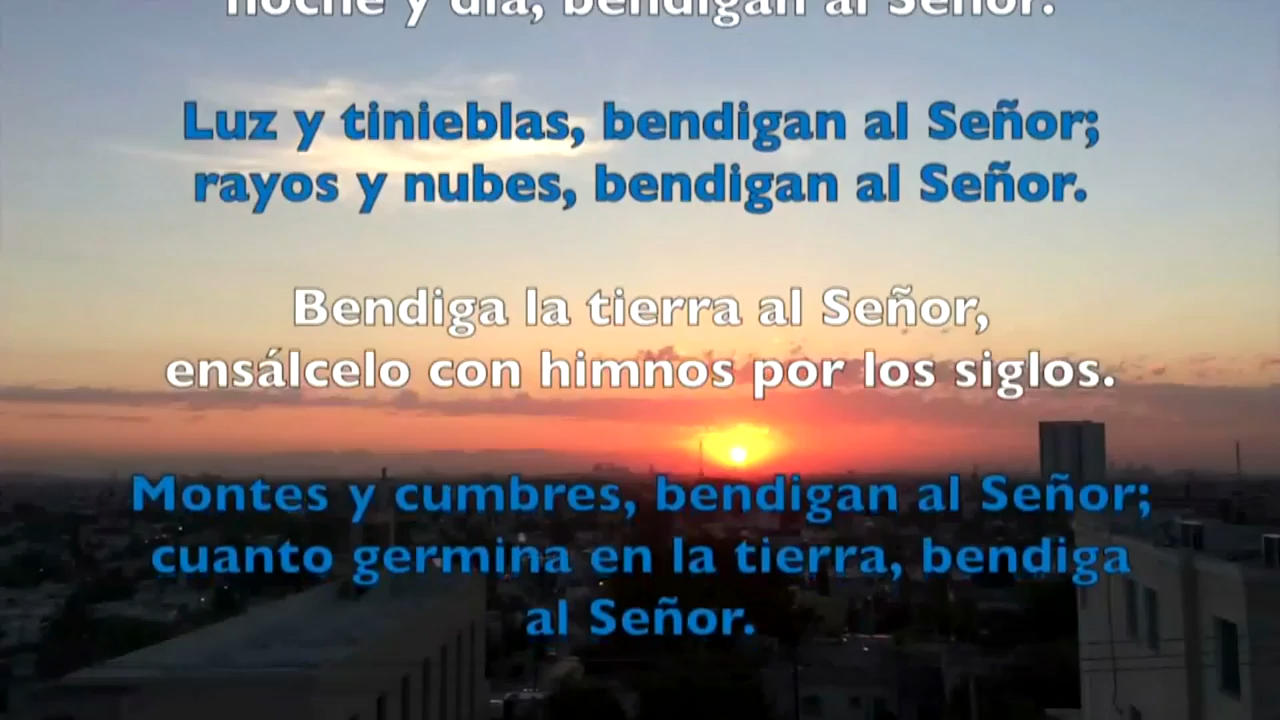 noche y día, bendigan al Señor.
Luz y tinieblas, bendigan al Señor;
rayos y nubes, bendigan al Señor.
Bendiga la tierra al Señor,
ensálcelo con himnos por los siglos.
Montes y cumbres, bendigan al Señor;
cuanto germina en la tierra, bendiga
al Señor.